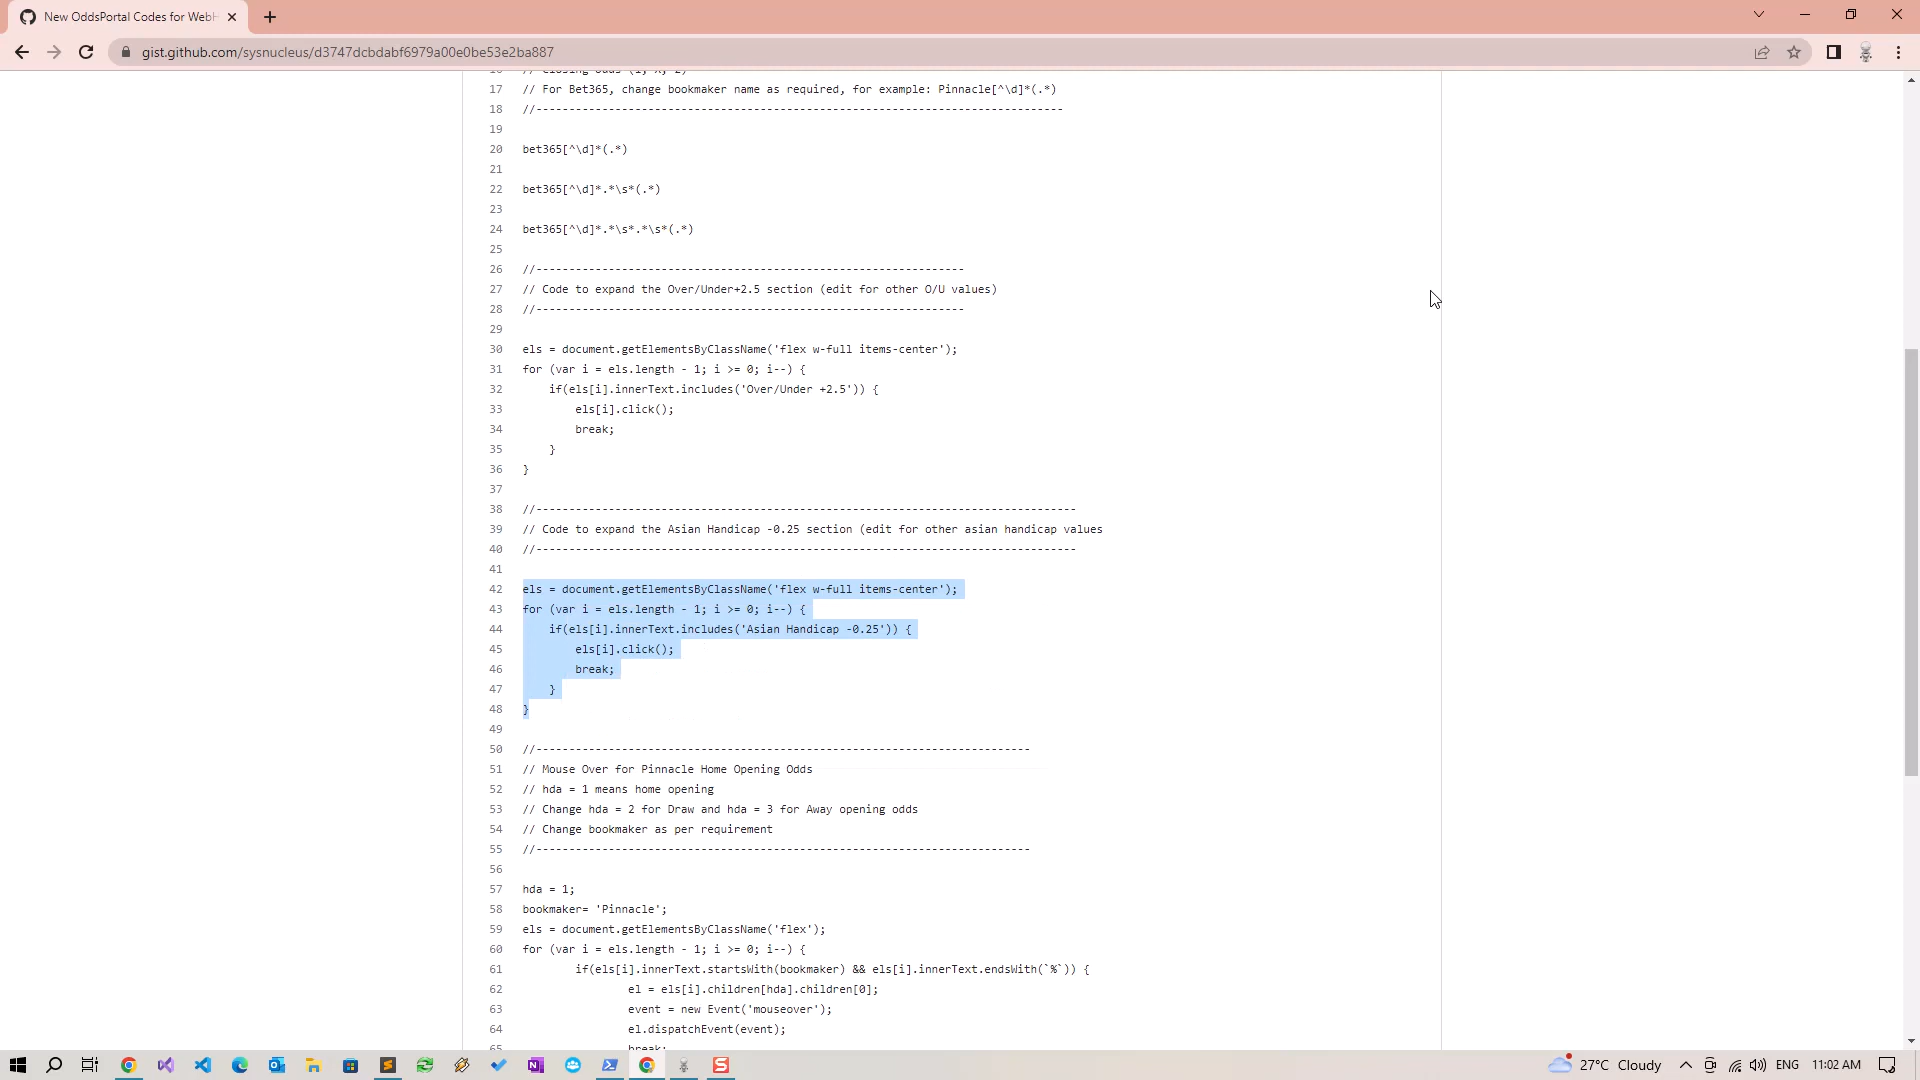 New OddsPortal Codes for WebH
gist.github.com/sysnucleus/d3747dcbdabf6979a00e0be53e2ba887
16 // Closing Odds (1, X, 2)
17 // For Bet365, change bookmaker name as required, for example: Pinnacle[^\d]*(.*)
18 //--------------------------------------------------------------------------------
19
20 bet365[^\d]*(.*)
21
22 bet365[^\d]*.*\s*(.*)
23
24 bet365[^\d]*.*\s*.*\s*(.*)
25
26 //-----------------------------------------------------------------
27 // Code to expand the Over/Under+2.5 section (edit for other O/U values)
28 //-----------------------------------------------------------------
29
30 els = document.getElementsByClassName('flex w-full items-center');
31 for (var i = els.length - 1; i >= 0; i--) {
32     if(els[i].innerText.includes('Over/Under +2.5')) {
33         els[i].click();
34         break;
35     }
36 }
37
38 //----------------------------------------------------------------------------------
39 // Code to expand the Asian Handicap -0.25 section (edit for other asian handicap values
40 //----------------------------------------------------------------------------------
41
42 els = document.getElementsByClassName('flex w-full items-center');
43 for (var i = els.length - 1; i >= 0; i--) {
44     if(els[i].innerText.includes('Asian Handicap -0.25')) {
45         els[i].click();
46         break;
47     }
48 }
49
50 //---------------------------------------------------------------------------
51 // Mouse Over for Pinnacle Home Opening Odds
52 // hda = 1 means home opening
53 // Change hda = 2 for Draw and hda = 3 for Away opening odds
54 // Change bookmaker as per requirement
55 //---------------------------------------------------------------------------
56
57 hda = 1;
58 bookmaker= 'Pinnacle';
59 els = document.getElementsByClassName('flex');
60 for (var i = els.length - 1; i >= 0; i--) {
61         if(els[i].innerText.startsWith(bookmaker) && els[i].innerText.endsWith(`%`)) {
62                 el = els[i].children[hda].children[0];
63                 event = new Event('mouseover');
64                 el.dispatchEvent(event);
65                 break;
27°C Cloudy ENG 11:02 AM